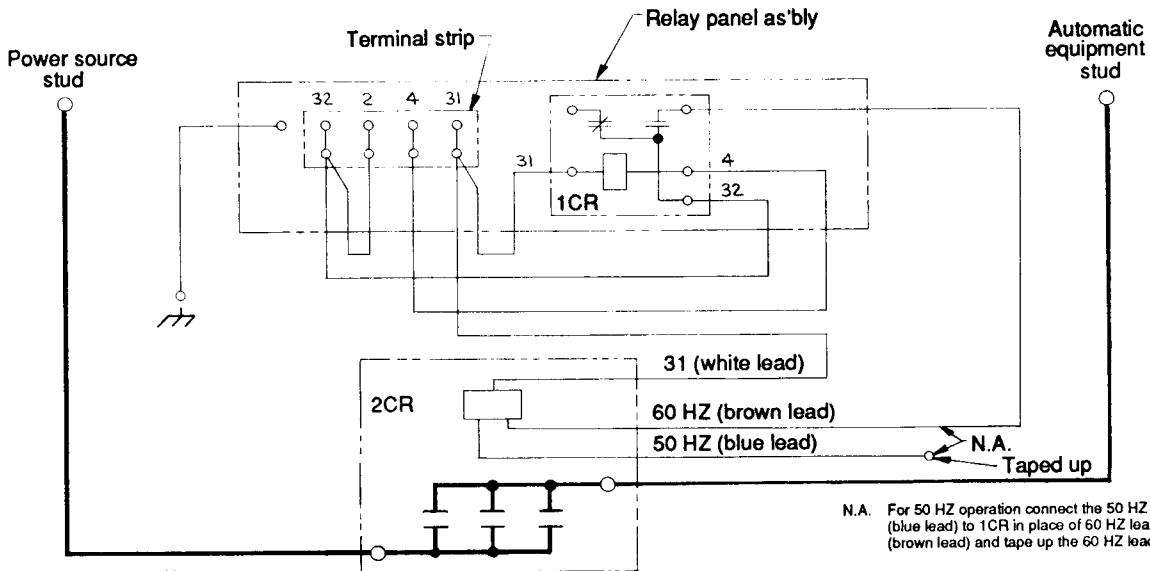 Relay panel as'bly
Terminal strip
Automatic
equipment
stud
Power source
stud
32 2 4 31
31
4
32
1CR
31 (white lead)
2CR
60 HZ (brown lead)
50 HZ (blue lead)
N.A.
Taped up
N.A. For 50 HZ operation connect the 50 HZ
(blue lead) to 1CR in place of 60 HZ lea
(brown lead) and tape up the 60 HZ lea